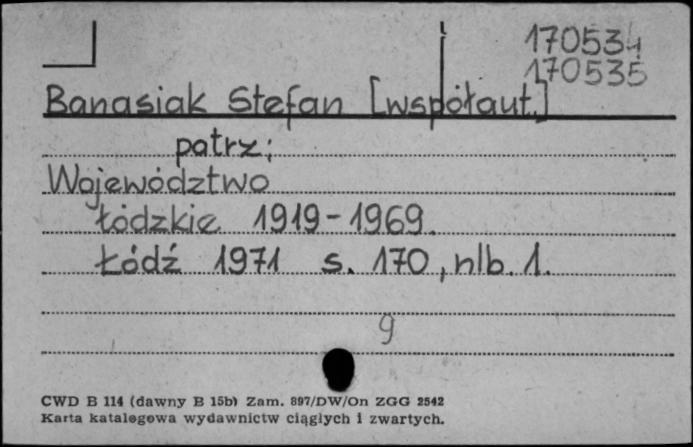 170534
170535
Banasiak Stefan [współaut.]
patrz:
Województwo
łódzkie 1919-1969.
Łódź 1971 s. 170, nlb. 1.
g
CWD B 114 (dawny B 15b) Zam. 897/DW/On ZGG 2542
Karta katalogowa wydawnictw ciągłych i zwartych.